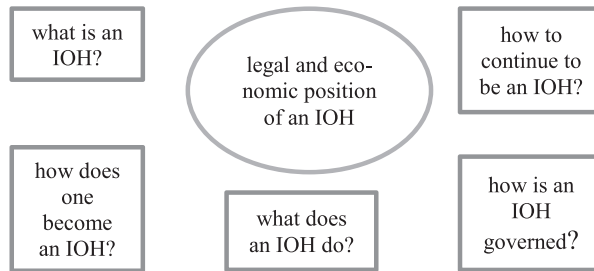 what is an
IOH?
legal and eco-
nomic position
of an IOH
how to
continue to
be an IOH?
how does
one
become
an IOH?
what does
an IOH do?
how is an
IOH
governed?